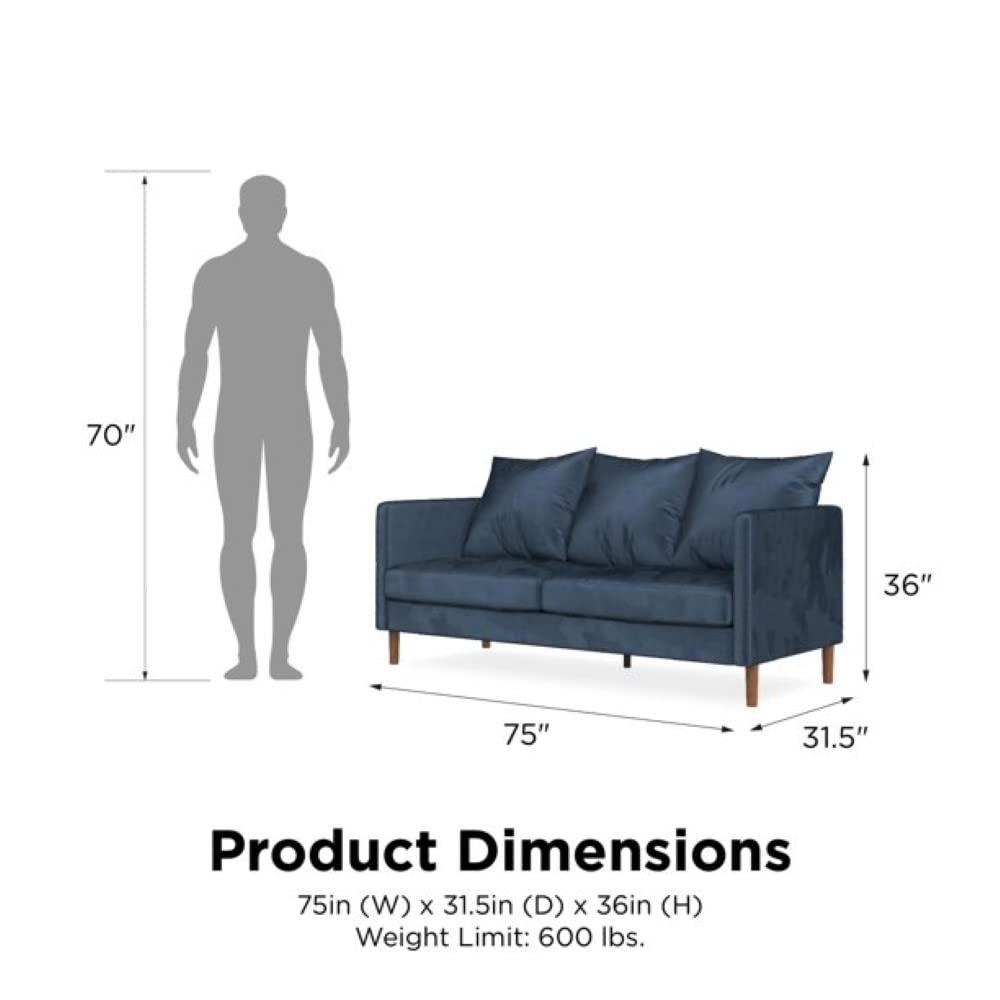 70"
36"
75"
31.5"
Product Dimensions
75in (W) x 31.5in (D) x 36in (H)
Weight Limit: 600 lbs.